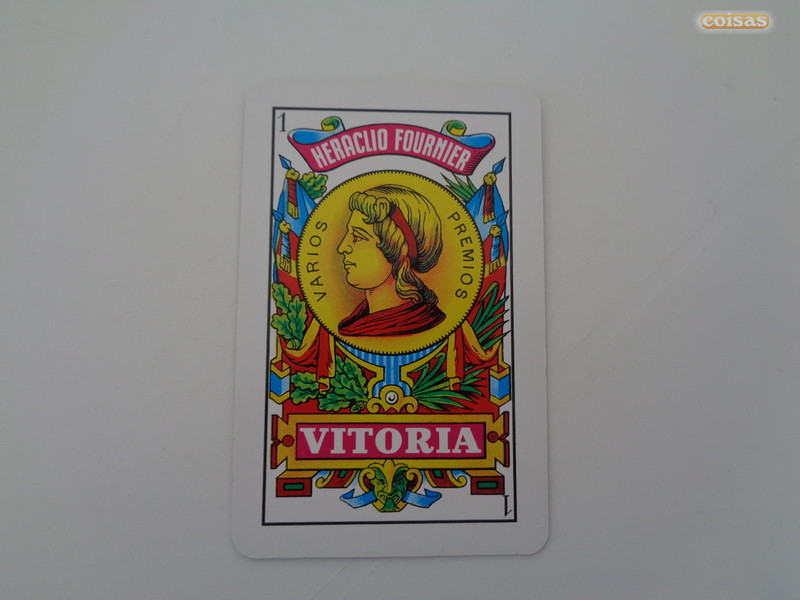 coisas
1
HERACLIO FOURNIER
VARIOS PREMIOS
VITORIA
1